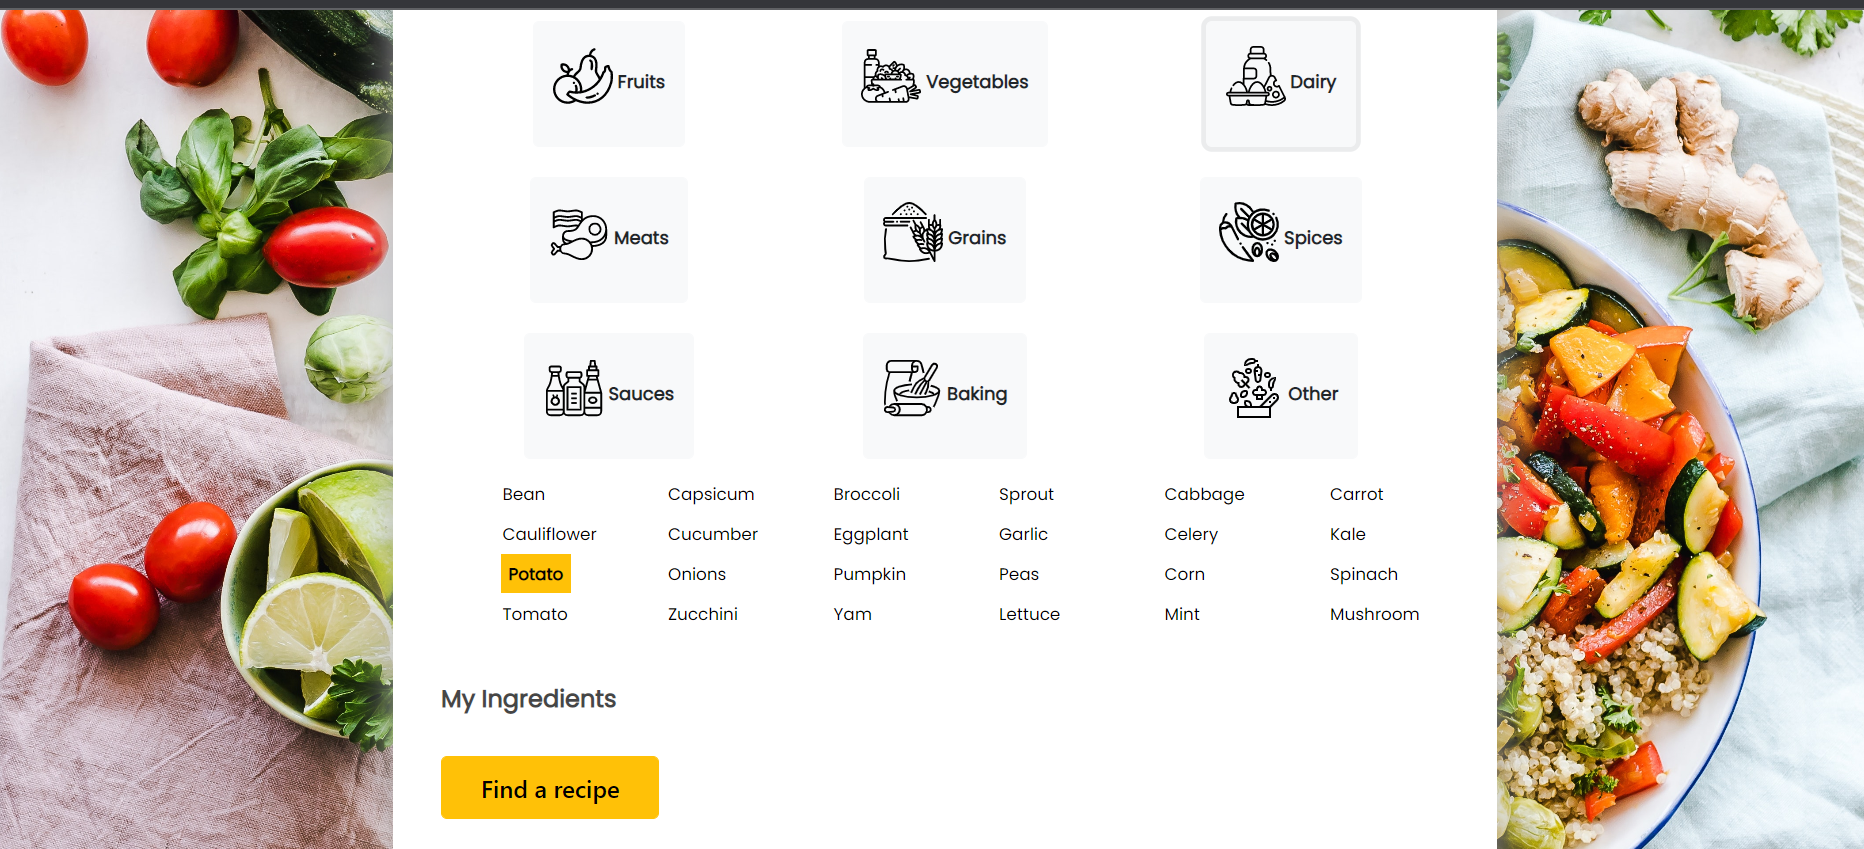 Fruits Vegetables Dairy
Meats Grains Spices
Sauces Baking Other
Bean Capsicum Broccoli Sprout Cabbage Carrot
Cauliflower Cucumber Eggplant Garlic Celery Kale
Potato Onions Pumpkin Peas Corn Spinach
Tomato Zucchini Yam Lettuce Mint Mushroom
My Ingredients
Find a recipe